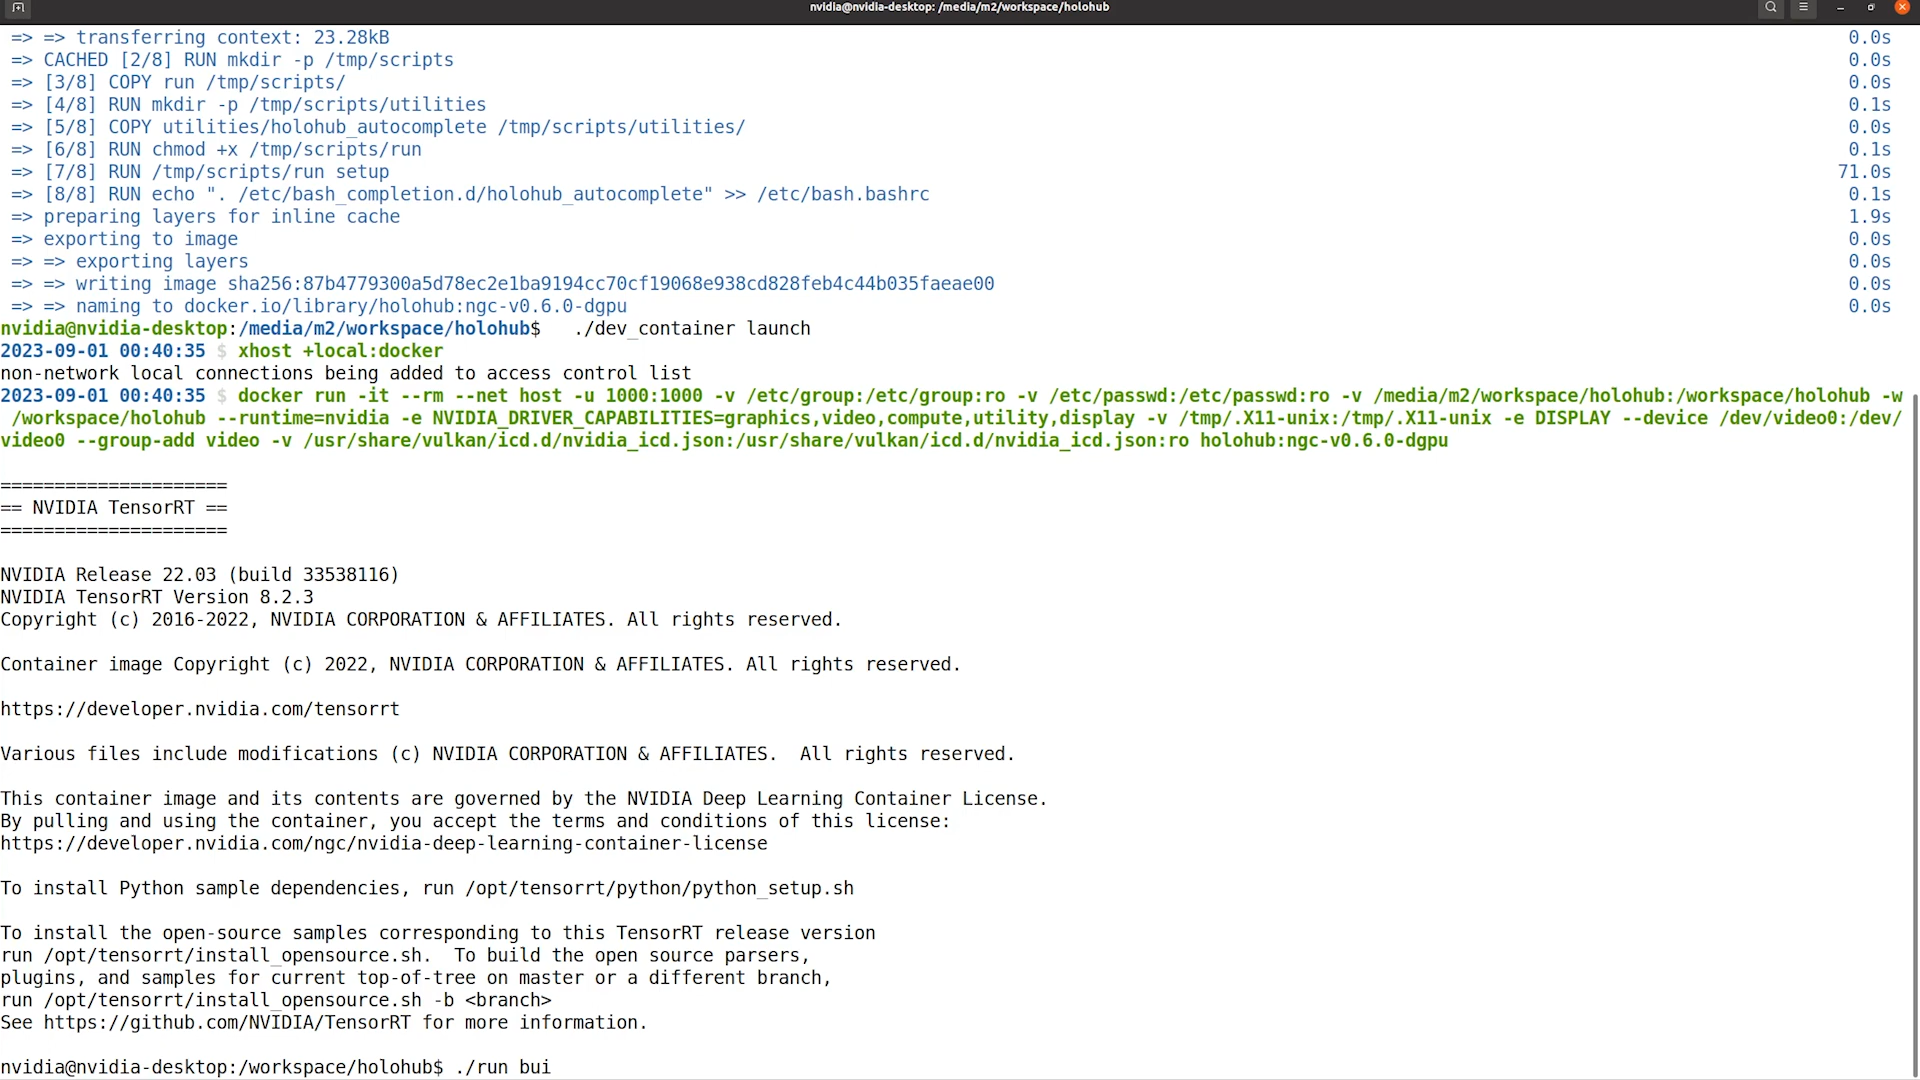 nvidia@nvidia-desktop: /media/m2/workspace/holohub
=> => transferring context: 23.28kB 0.0s
=> CACHED [2/8] RUN mkdir -p /tmp/scripts 0.0s
=> [3/8] COPY run /tmp/scripts/ 0.0s
=> [4/8] RUN mkdir -p /tmp/scripts/utilities 0.1s
=> [5/8] COPY utilities/holohub_autocomplete /tmp/scripts/utilities/ 0.0s
=> [6/8] RUN chmod +x /tmp/scripts/run 0.1s
=> [7/8] RUN /tmp/scripts/run setup 71.0s
=> [8/8] RUN echo ". /etc/bash_completion.d/holohub_autocomplete" >> /etc/bash.bashrc 0.1s
=> preparing layers for inline cache 1.9s
=> exporting to image 0.0s
=> => exporting layers 0.0s
=> => writing image sha256:87b4779300a5d78ec2e1ba9194cc70cf19068e938cd828feb4c44b035faeae00 0.0s
=> => naming to docker.io/library/holohub:ngc-v0.6.0-dgpu 0.0s
nvidia@nvidia-desktop:/media/m2/workspace/holohub$   ./dev_container launch
2023-09-01 00:40:35 $ xhost +local:docker
non-network local connections being added to access control list
2023-09-01 00:40:35 $ docker run -it --rm --net host -u 1000:1000 -v /etc/group:/etc/group:ro -v /etc/passwd:/etc/passwd:ro -v /media/m2/workspace/holohub:/workspace/holohub -w
/workspace/holohub --runtime=nvidia -e NVIDIA_DRIVER_CAPABILITIES=graphics,video,compute,utility,display -v /tmp/.X11-unix:/tmp/.X11-unix -e DISPLAY --device /dev/video0:/dev/
video0 --group-add video -v /usr/share/vulkan/icd.d/nvidia_icd.json:/usr/share/vulkan/icd.d/nvidia_icd.json:ro holohub:ngc-v0.6.0-dgpu
=====================
== NVIDIA TensorRT ==
=====================
NVIDIA Release 22.03 (build 33538116)
NVIDIA TensorRT Version 8.2.3
Copyright (c) 2016-2022, NVIDIA CORPORATION & AFFILIATES. All rights reserved.
Container image Copyright (c) 2022, NVIDIA CORPORATION & AFFILIATES. All rights reserved.
https://developer.nvidia.com/tensorrt
Various files include modifications (c) NVIDIA CORPORATION & AFFILIATES.  All rights reserved.
This container image and its contents are governed by the NVIDIA Deep Learning Container License.
By pulling and using the container, you accept the terms and conditions of this license:
https://developer.nvidia.com/ngc/nvidia-deep-learning-container-license
To install Python sample dependencies, run /opt/tensorrt/python/python_setup.sh
To install the open-source samples corresponding to this TensorRT release version
run /opt/tensorrt/install_opensource.sh.  To build the open source parsers,
plugins, and samples for current top-of-tree on master or a different branch,
run /opt/tensorrt/install_opensource.sh -b <branch>
See https://github.com/NVIDIA/TensorRT for more information.
nvidia@nvidia-desktop:/workspace/holohub$ ./run bui